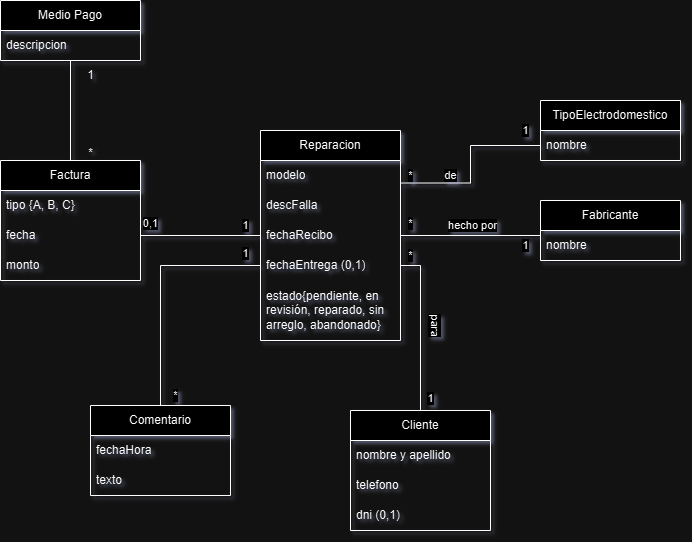 Medio Pago
descripcion
1
*
Factura
tipo {A, B, C}
fecha
monto
0,1
1
Reparacion
modelo
descFalla
fechaRecibo
fechaEntrega (0,1)
estado{pendiente, en
revisión, reparado, sin
arreglo, abandonado}
*
de
1
TipoElectrodomestico
nombre
*
hecho por
1
Fabricante
nombre
1
*
Comentario
fechaHora
texto
*
para
1
Cliente
nombre y apellido
telefono
dni (0,1)